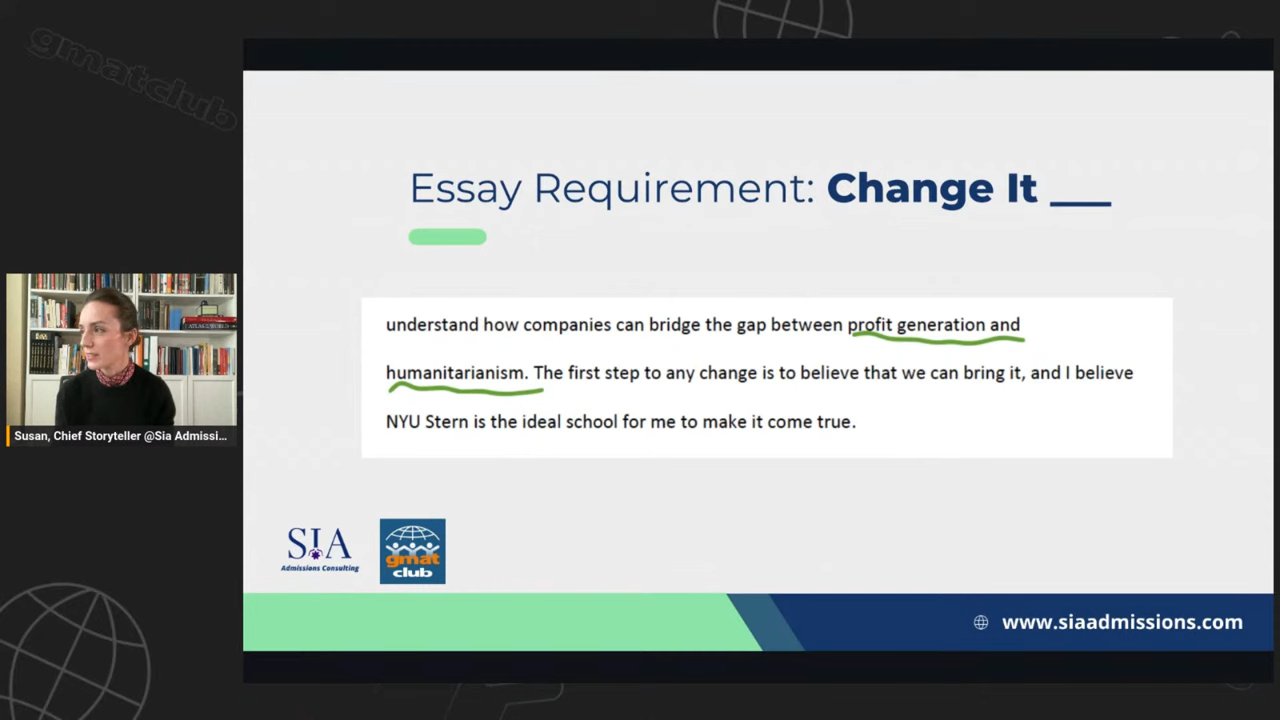 gmatclub
Essay Requirement: Change It ___
understand how companies can bridge the gap between profit generation and
humanitarianism. The first step to any change is to believe that we can bring it, and I believe
NYU Stern is the ideal school for me to make it come true.
Susan, Chief Storyteller @Sia Admissi...
SIA
Admissions Consulting
gmat
club
www.siaadmissions.com